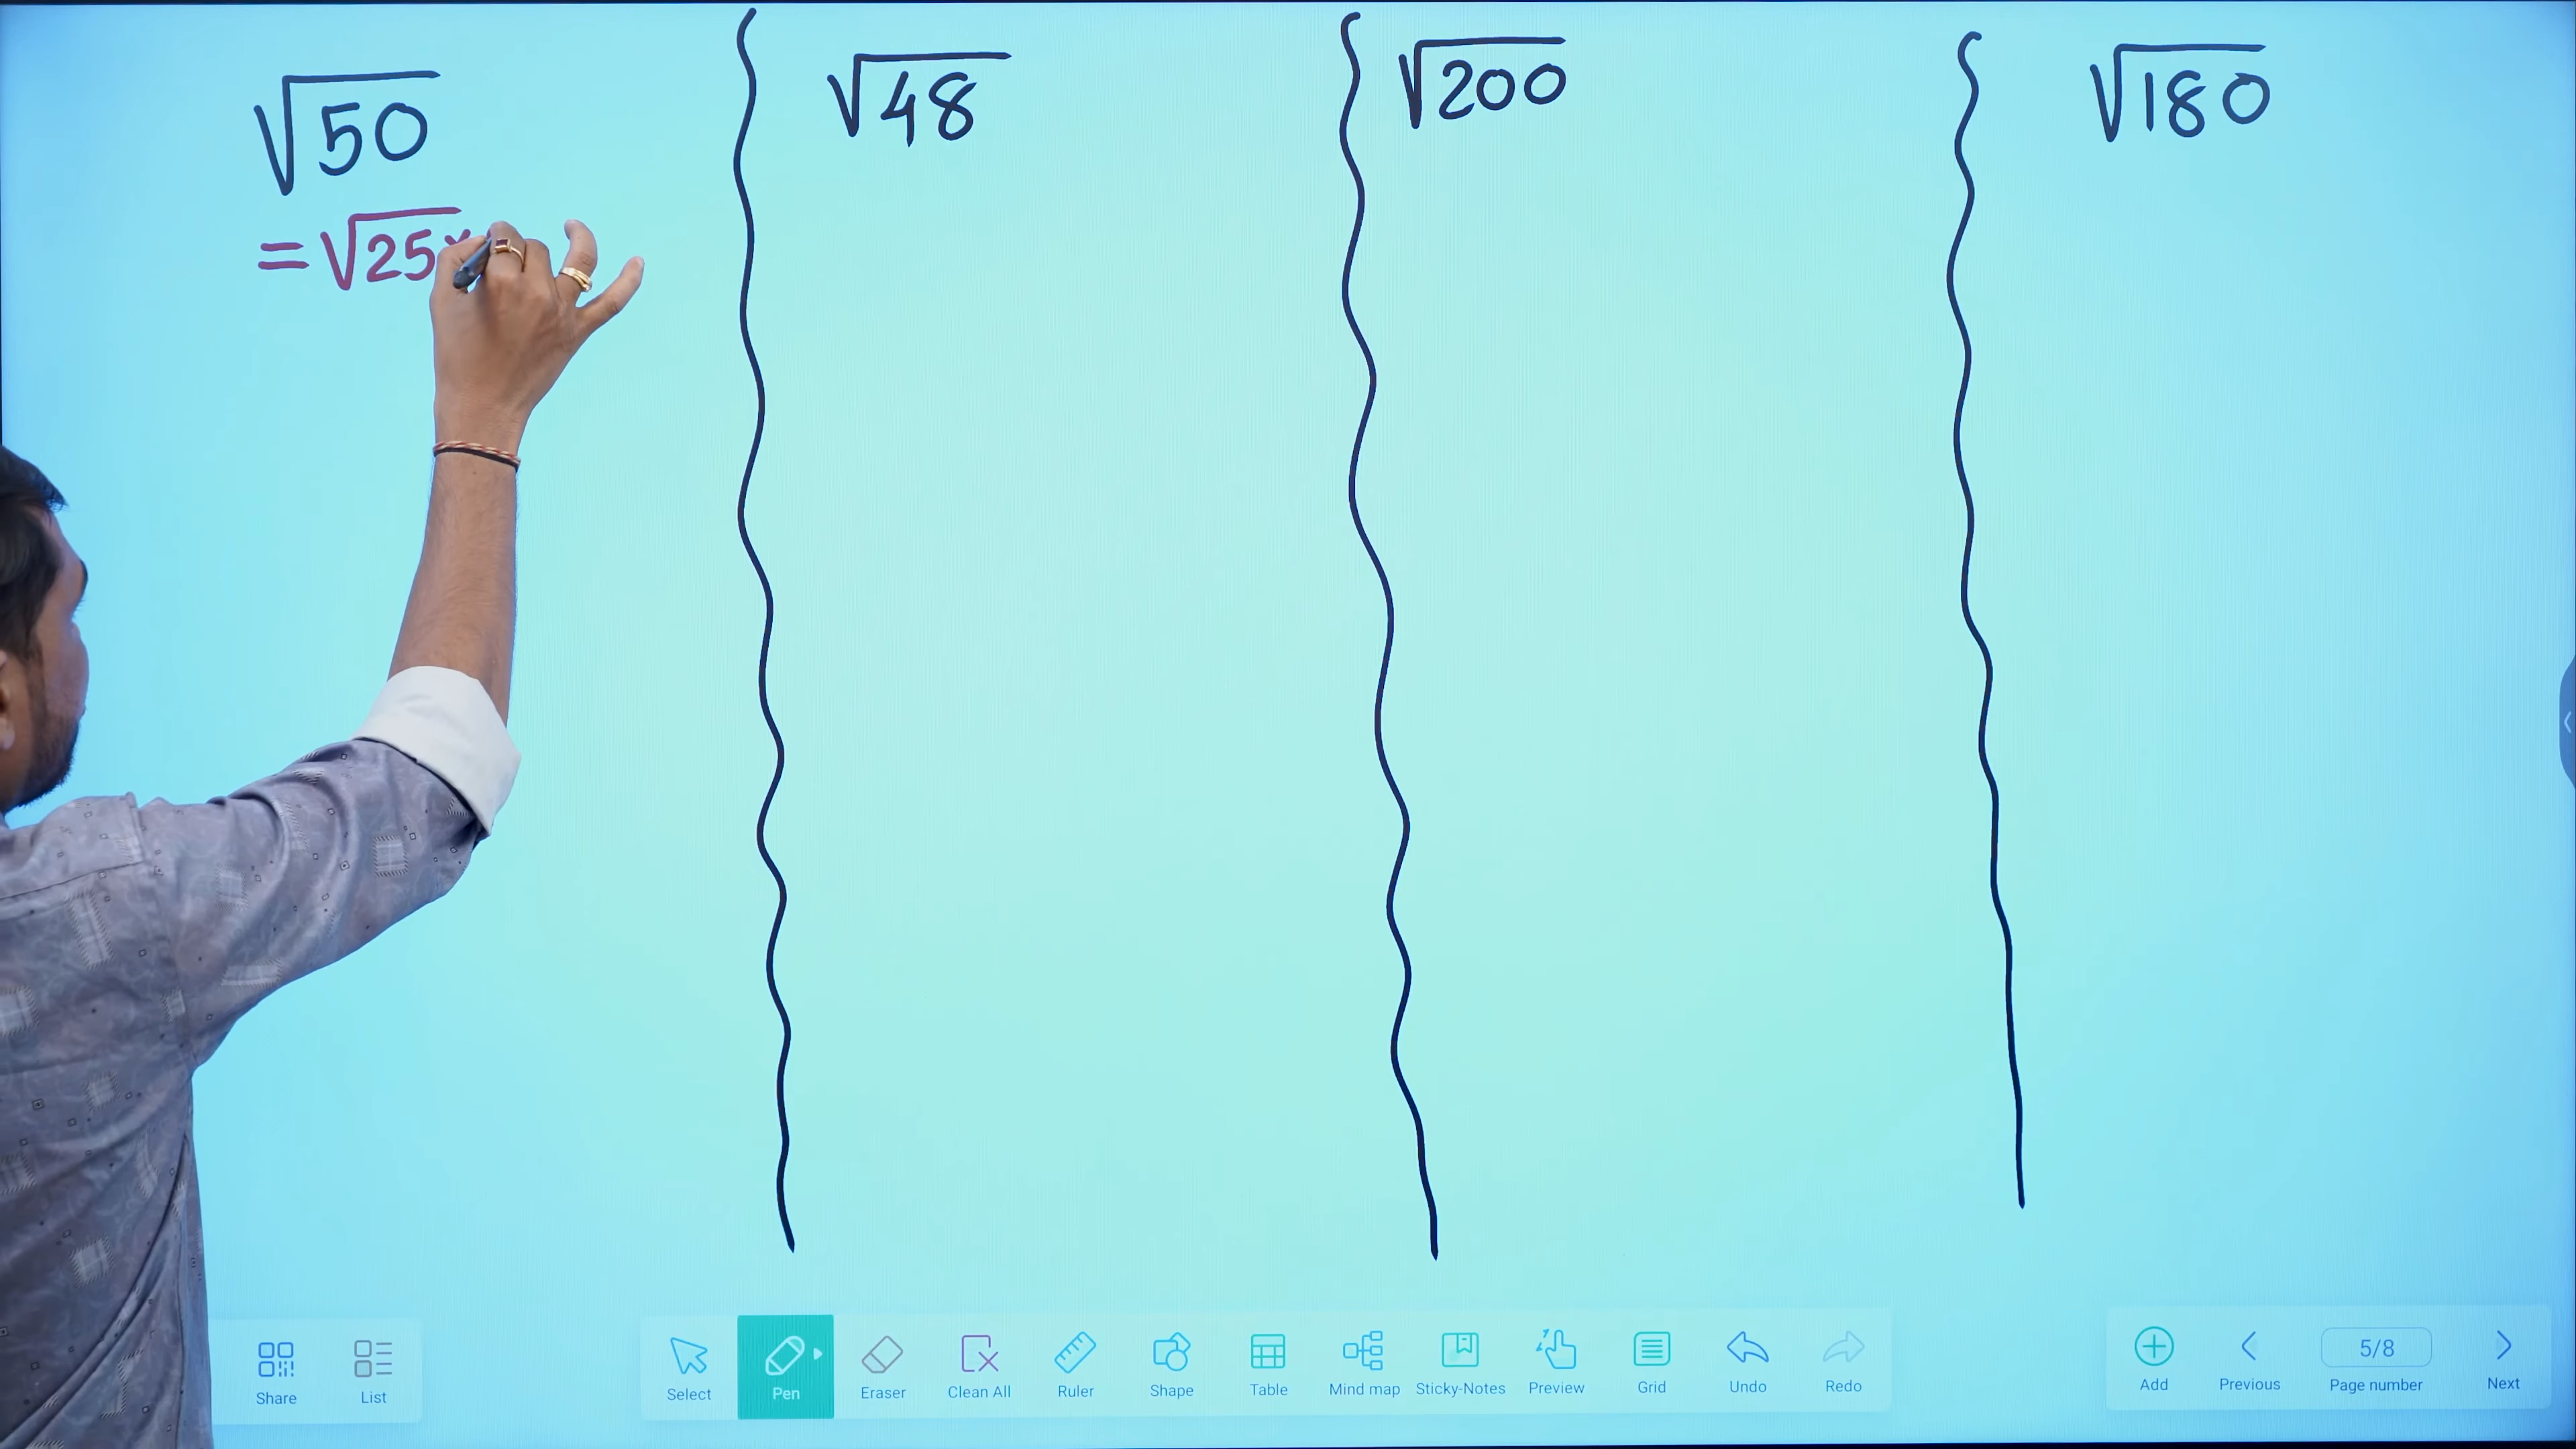 √50
= √25×
√48
√200
√180
Share
List
Select
Pen
Eraser
Clean All
Ruler
Shape
Table
Mind map
Sticky-Notes
Preview
Grid
Undo
Redo
Add
Previous
5/8
Page number
Next